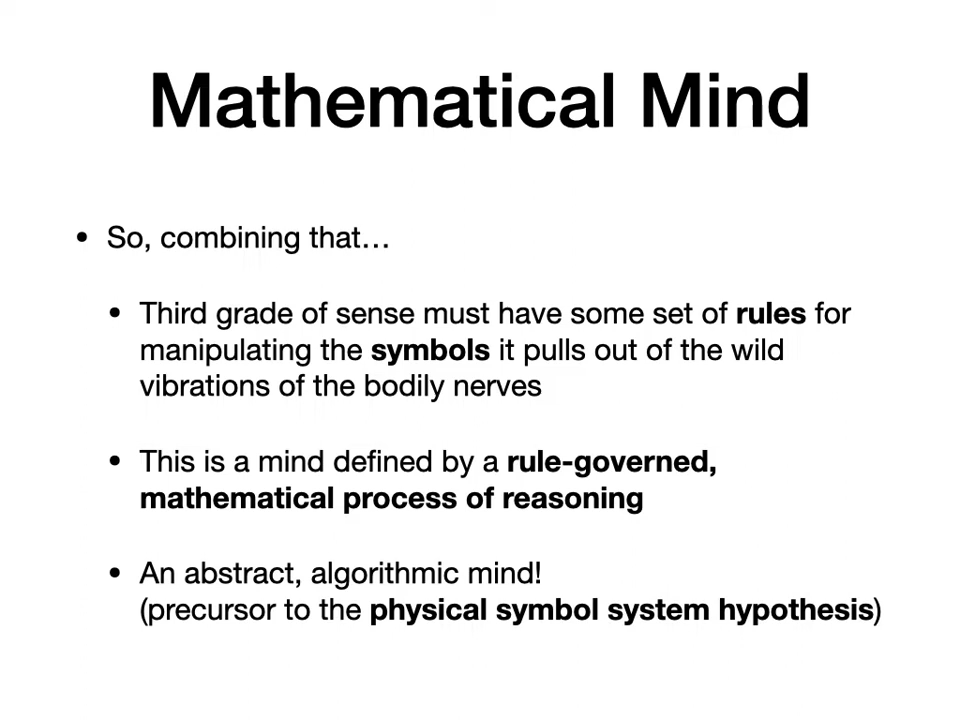 Mathematical Mind
• So, combining that…
• Third grade of sense must have some set of rules for
manipulating the symbols it pulls out of the wild
vibrations of the bodily nerves
• This is a mind defined by a rule-governed,
mathematical process of reasoning
• An abstract, algorithmic mind!
(precursor to the physical symbol system hypothesis)